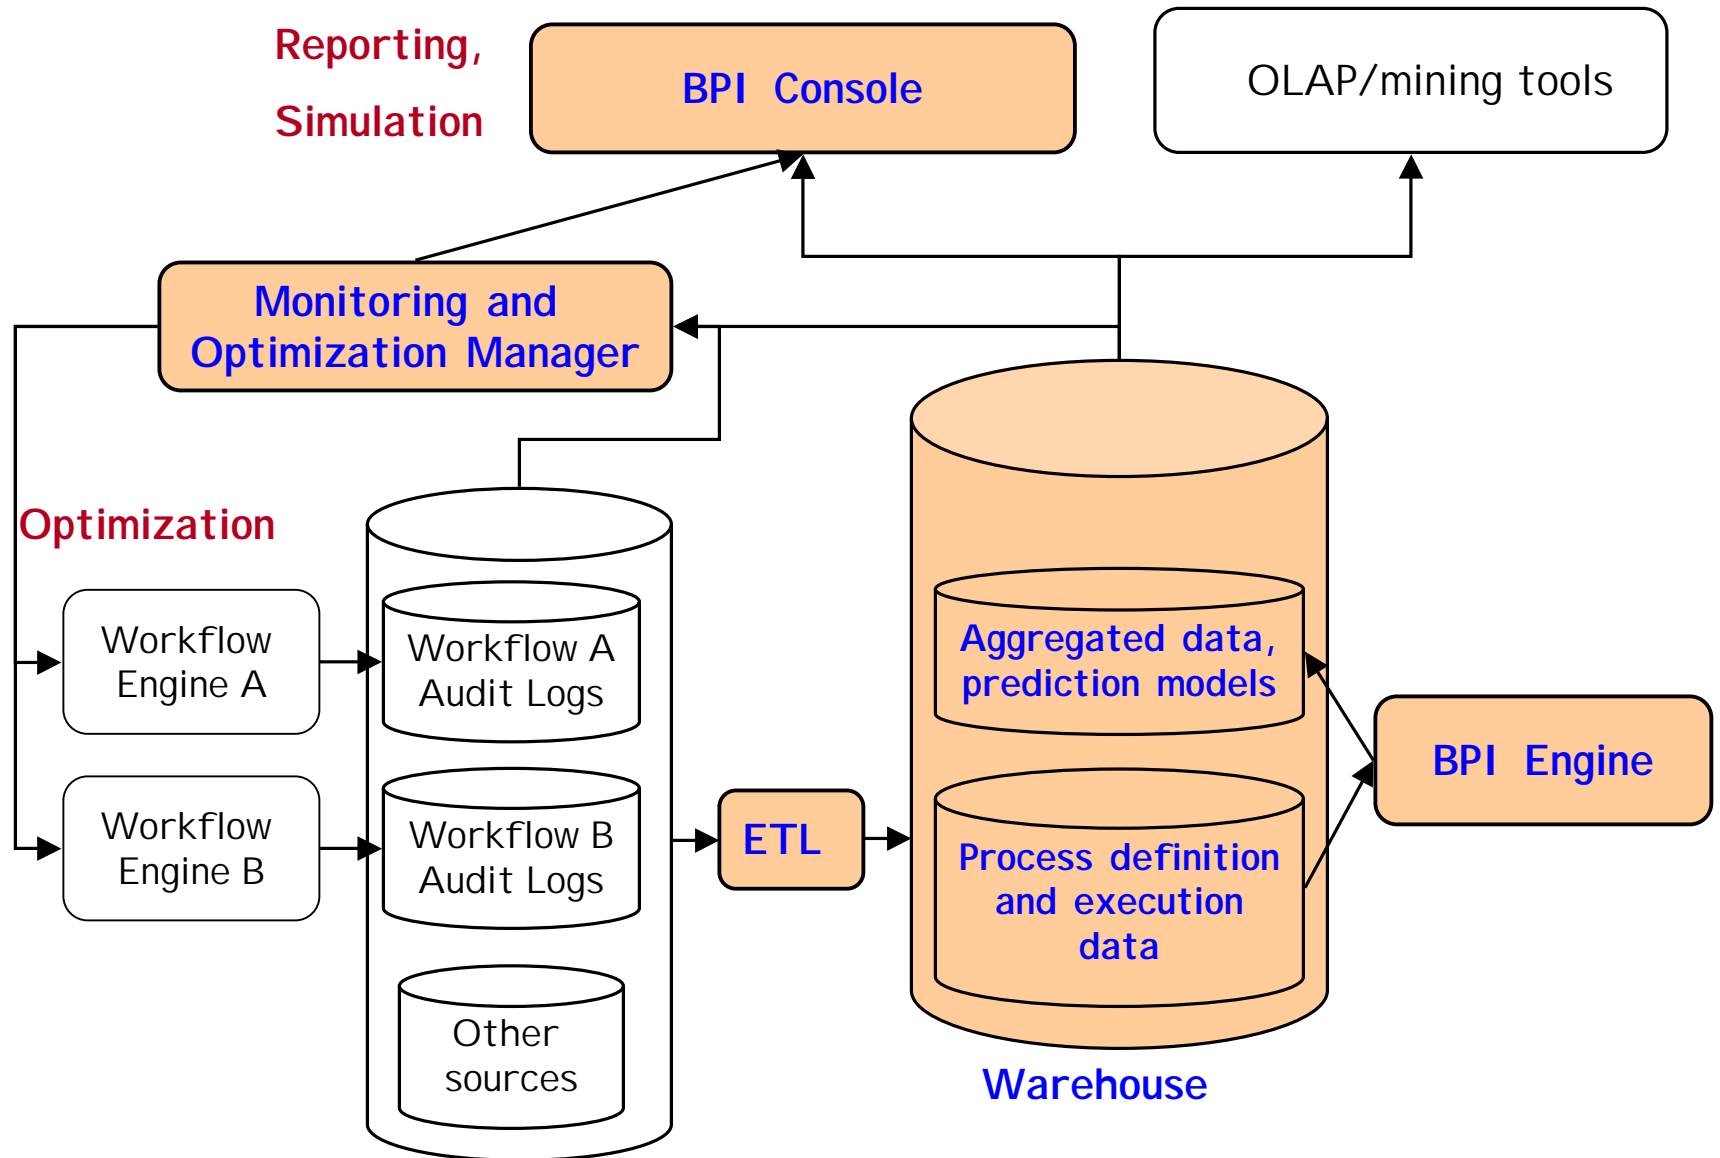 Reporting,
Simulation
BPI Console
OLAP/mining tools
Monitoring and
Optimization Manager
Optimization
Workflow
Engine A
Workflow A
Audit Logs
Aggregated data,
prediction models
BPI Engine
Workflow
Engine B
Workflow B
Audit Logs
ETL
Process definition
and execution
data
Other
sources
Warehouse